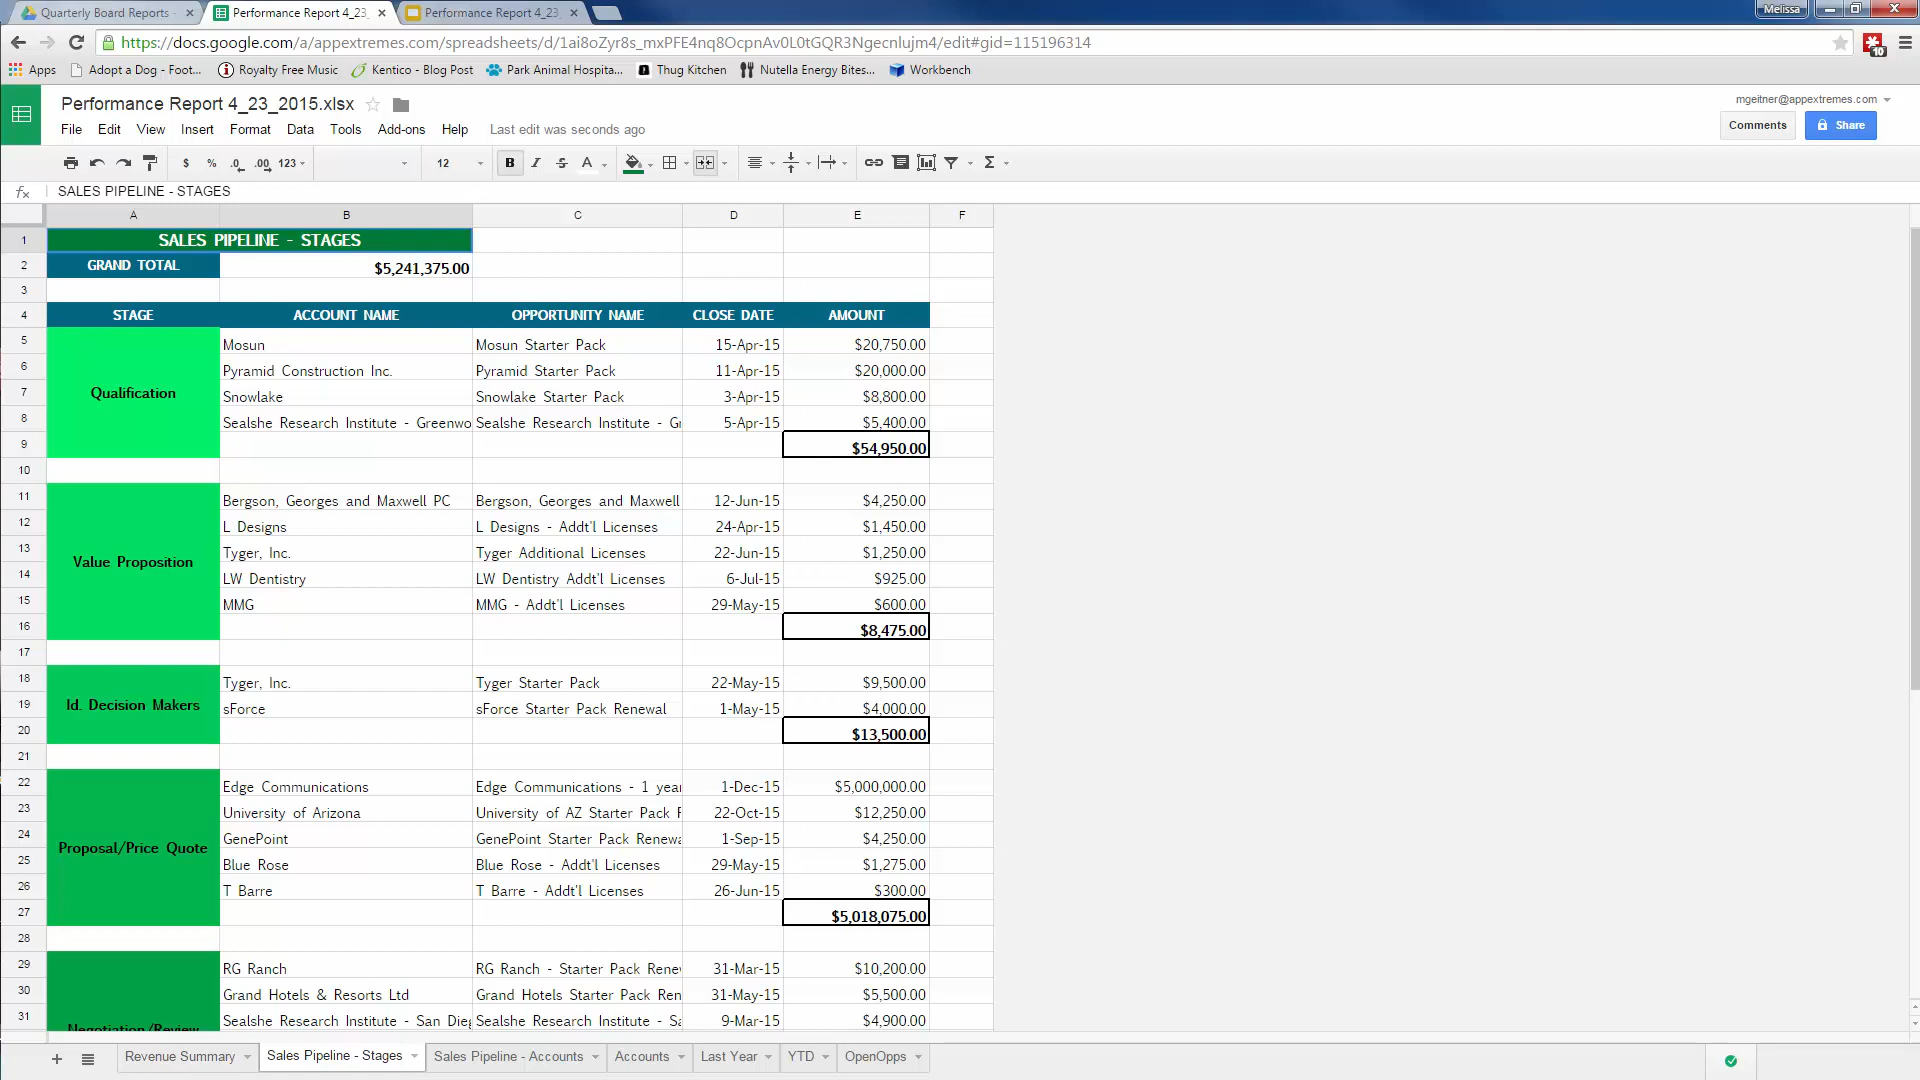 Quarterly Board Reports
Performance Report 4_23_
Performance Report 4_23_
Melissa
https://docs.google.com/a/appextremes.com/spreadsheets/d/1ai8oZyr8s_mxPFE4nq8OcpnAv0L0tGQR3Ngecnlujm4/edit#gid=115196314
10
Apps
Adopt a Dog - Foot...
Royalty Free Music
Kentico - Blog Post
Park Animal Hospita...
Thug Kitchen
Nutella Energy Bites...
Workbench
Performance Report 4_23_2015.xlsx
mgeitner@appextremes.com
File Edit View Insert Format Data Tools Add-ons Help Last edit was seconds ago
Comments
Share
$ % .0 .00 123 12 B I S A Σ
fx SALES PIPELINE - STAGES
A B C D E F
1 SALES PIPELINE - STAGES
2 GRAND TOTAL $5,241,375.00
3
4 STAGE ACCOUNT NAME OPPORTUNITY NAME CLOSE DATE AMOUNT
5 Mosun Mosun Starter Pack 15-Apr-15 $20,750.00
6 Pyramid Construction Inc. Pyramid Starter Pack 11-Apr-15 $20,000.00
7 Qualification Snowlake Snowlake Starter Pack 3-Apr-15 $8,800.00
8 Sealshe Research Institute - Greenwo Sealshe Research Institute - Gr 5-Apr-15 $5,400.00
9 $54,950.00
10
11 Bergson, Georges and Maxwell PC Bergson, Georges and Maxwell 12-Jun-15 $4,250.00
12 L Designs L Designs - Addt'l Licenses 24-Apr-15 $1,450.00
13 Value Proposition Tyger, Inc. Tyger Additional Licenses 22-Jun-15 $1,250.00
14 LW Dentistry LW Dentistry Addt'l Licenses 6-Jul-15 $925.00
15 MMG MMG - Addt'l Licenses 29-May-15 $600.00
16 $8,475.00
17
18 Tyger, Inc. Tyger Starter Pack 22-May-15 $9,500.00
19 Id. Decision Makers sForce sForce Starter Pack Renewal 1-May-15 $4,000.00
20 $13,500.00
21
22 Edge Communications Edge Communications - 1 year 1-Dec-15 $5,000,000.00
23 University of Arizona University of AZ Starter Pack F 22-Oct-15 $12,250.00
24 GenePoint GenePoint Starter Pack Renewa 1-Sep-15 $4,250.00
25 Proposal/Price Quote Blue Rose Blue Rose - Addt'l Licenses 29-May-15 $1,275.00
26 T Barre T Barre - Addt'l Licenses 26-Jun-15 $300.00
27 $5,018,075.00
28
29 RG Ranch RG Ranch - Starter Pack Rene 31-Mar-15 $10,200.00
30 Grand Hotels & Resorts Ltd Grand Hotels Starter Pack Ren 31-May-15 $5,500.00
31 Negotiation/Review Sealshe Research Institute - San Die Sealshe Research Institute - Sa 9-Mar-15 $4,900.00
+ Revenue Summary Sales Pipeline - Stages Sales Pipeline - Accounts Accounts Last Year YTD OpenOpps